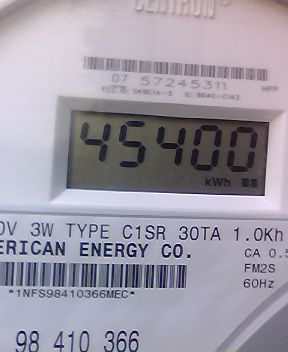 CENTRON
07 57245311
45400
kWh
0V 3W TYPE C1SR 30TA 1.0Kh
ERICAN ENERGY CO.
CA 0.5
FM2S
60Hz
*1NFS98410366MEC*
98 410 366